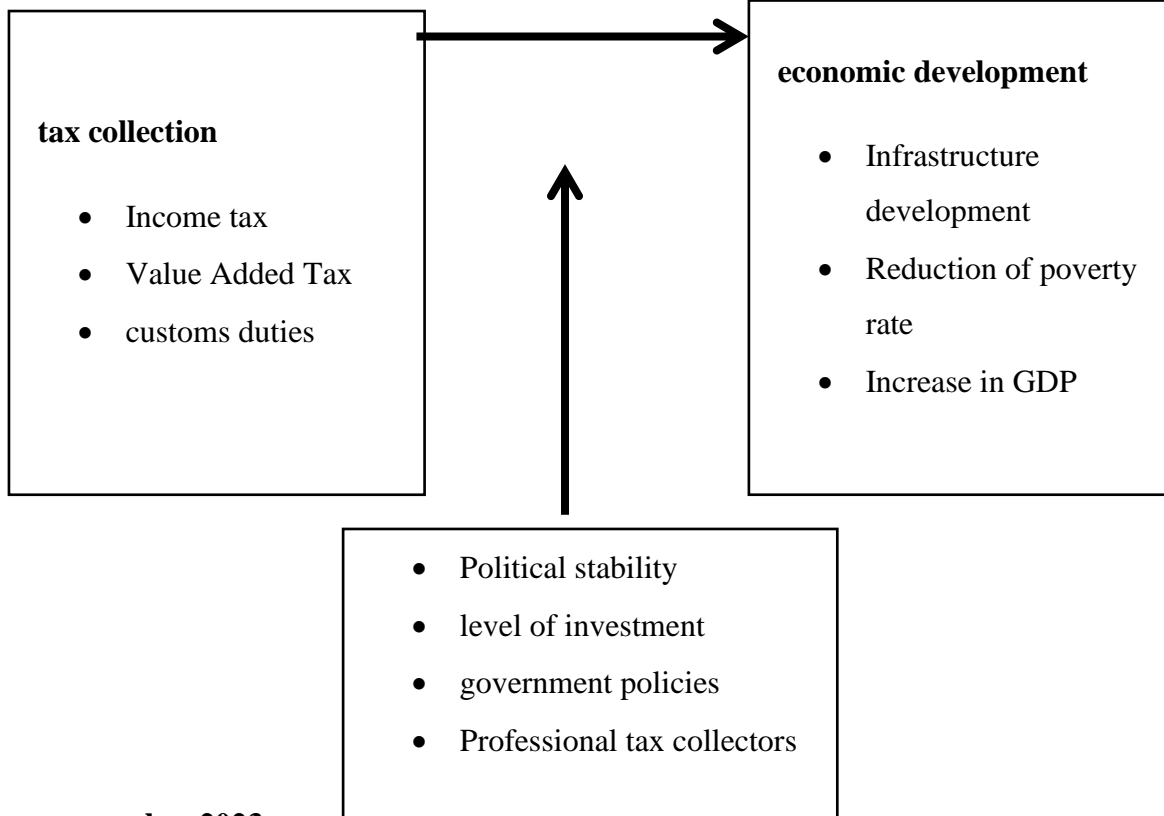 tax collection
• Income tax
• Value Added Tax
• customs duties
economic development
• Infrastructure
development
• Reduction of poverty
rate
• Increase in GDP
• Political stability
• level of investment
• government policies
• Professional tax collectors